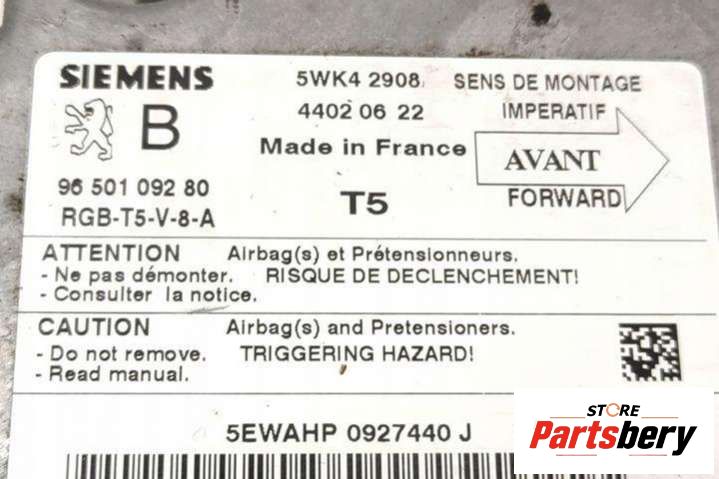 SIEMENS 5WK4 2908 SENS DE MONTAGE
B 4402 06 22 IMPERATIF
Made in France AVANT
96 501 092 80 T5 FORWARD
RGB-T5-V-8-A
ATTENTION Airbag(s) et Prétensionneurs.
- Ne pas démonter. RISQUE DE DECLENCHEMENT!
- Consulter la notice.
CAUTION Airbag(s) and Pretensioners.
- Do not remove. TRIGGERING HAZARD!
- Read manual.
5EWAHP 0927440 J
STORE
Partsbery